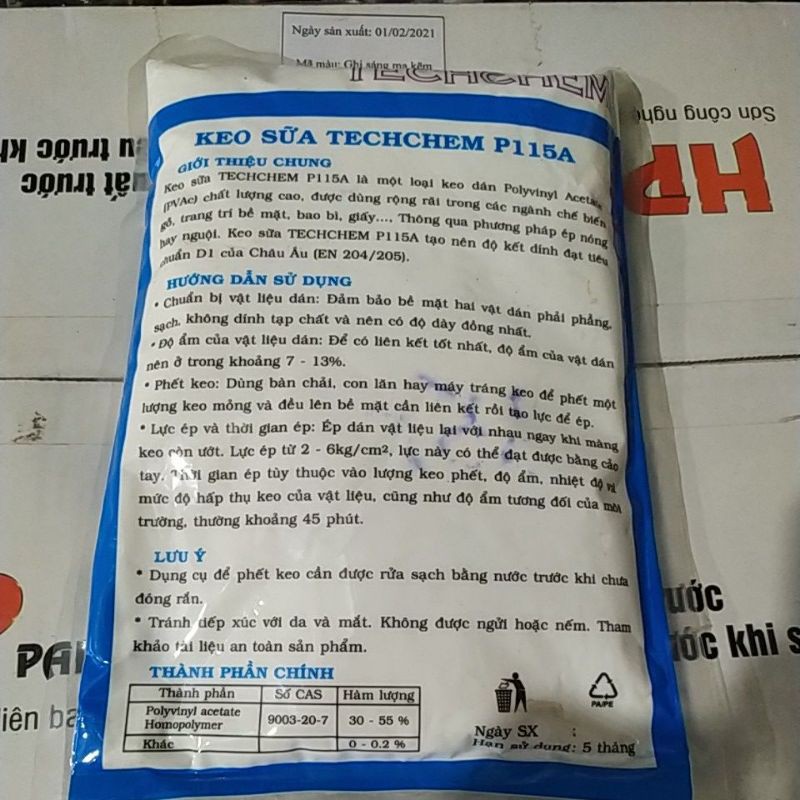 Ngày sản xuất: 01/02/2021
Mã màu: Ghi sáng mạ kẽm
TECHCHEM
Sơn công nghệ
HP
KEO SỮA TECHCHEM P115A
GIỚI THIỆU CHUNG
Keo sữa TECHCHEM P115A là một loại keo dán Polyvinyl Acetate
(PVAc) chất lượng cao, được dùng rộng rãi trong các ngành chế biến
gỗ, trang trí bề mặt, bao bì, giấy..., Thông qua phương pháp ép nóng
hay nguội. Keo sữa TECHCHEM P115A tạo nên độ kết dính đạt tiêu
chuẩn D1 của Châu Âu (EN 204/205).
HƯỚNG DẪN SỬ DỤNG
• Chuẩn bị vật liệu dán: Đảm bảo bề mặt hai vật dán phải phẳng,
sạch, không dính tạp chất và nên có độ dày đồng nhất.
• Độ ẩm của vật liệu dán: Để có liên kết tốt nhất, độ ẩm của vật dán
nên ở trong khoảng 7 - 13%.
• Phết keo: Dùng bàn chải, con lăn hay máy tráng keo để phết một
lượng keo mỏng và đều lên bề mặt cần liên kết rồi tạo lực để ép.
• Lực ép và thời gian ép: Ép dán vật liệu lại với nhau ngay khi màng
keo còn ướt. Lực ép từ 2 - 6kg/cm², lực này có thể đạt được bằng cảo
tay. Thời gian ép tùy thuộc vào lượng keo phết, độ ẩm, nhiệt độ và
mức độ hấp thụ keo của vật liệu, cũng như độ ẩm tương đối của môi
trường, thường khoảng 45 phút.
LƯU Ý
• Dụng cụ để phết keo cần được rửa sạch bằng nước trước khi chưa
đóng rắn.
• Tránh tiếp xúc với da và mắt. Không được ngửi hoặc nếm. Tham
khảo tài liệu an toàn sản phẩm.
THÀNH PHẦN CHÍNH
Thành phần Số CAS Hàm lượng
Polyvinyl acetate
Homopolymer 9003-20-7 30 - 55 %
Khác 0 - 0.2 %
PA/PE
Ngày SX :
Hạn sử dụng: 5 tháng
trước kh
trước
khi s